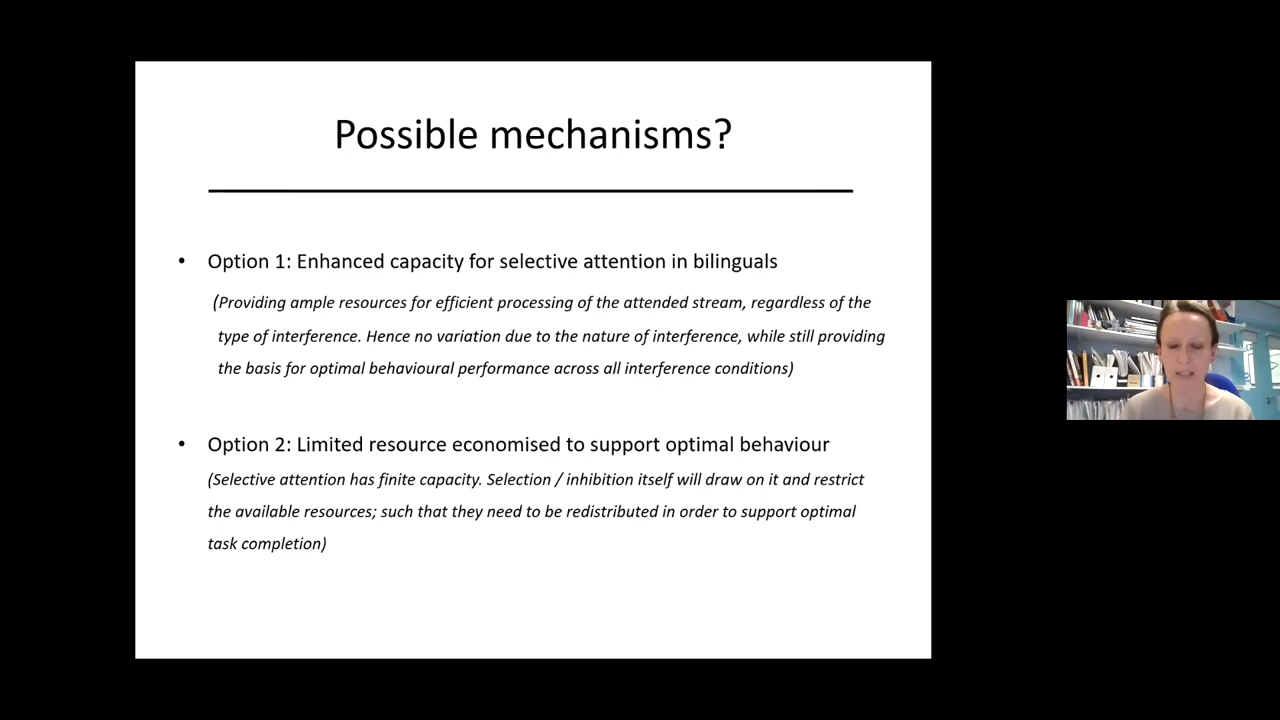 Possible mechanisms?
• Option 1: Enhanced capacity for selective attention in bilinguals
(Providing ample resources for efficient processing of the attended stream, regardless of the
type of interference. Hence no variation due to the nature of interference, while still providing
the basis for optimal behavioural performance across all interference conditions)
• Option 2: Limited resource economised to support optimal behaviour
(Selective attention has finite capacity. Selection / inhibition itself will draw on it and restrict
the available resources; such that they need to be redistributed in order to support optimal
task completion)